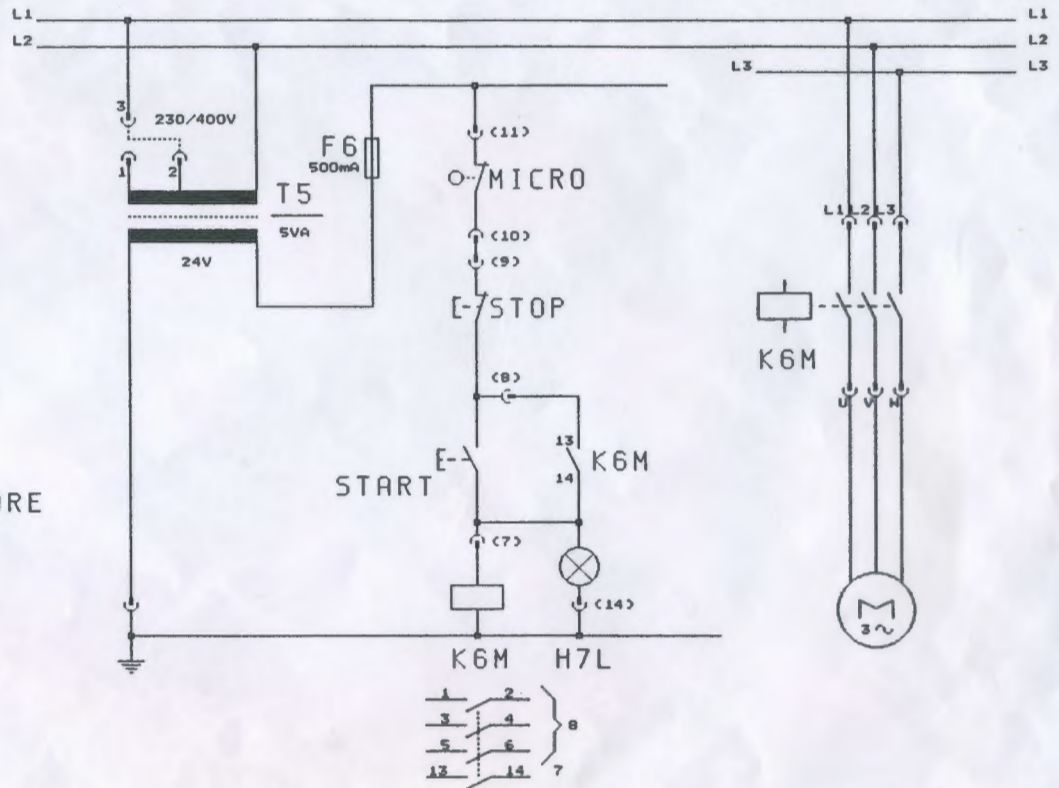 L1 L1
L2 L2
L3 L3
3 230/400V
1 2
T5
5VA
24V
F6
500mA
(11)
MICRO
(10)
(9)
STOP
(8)
13
K6M
14
START
(7)
(14)
K6M H7L
L1 L2 L3
K6M
U V W
M
3~
ORE
1 2
3 4
5 6
8
13 14
7